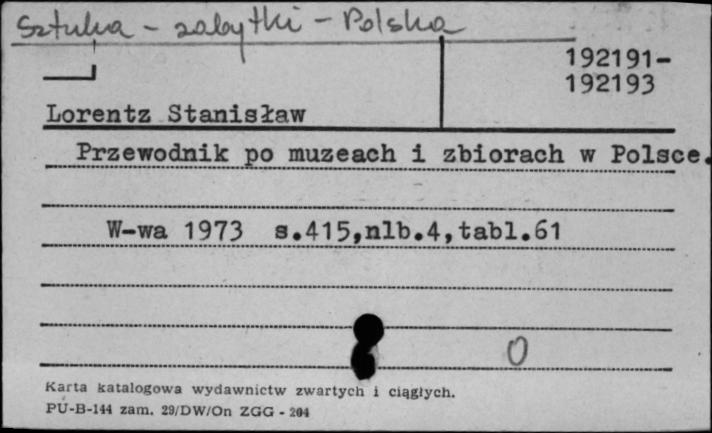 Sztuka - zabytki - Polska
192191-
192193
Lorentz Stanisław
Przewodnik po muzeach i zbiorach w Polsce.
W-wa 1973 s.415,nlb.4,tabl.61
0
Karta katalogowa wydawnictw zwartych i ciągłych.
PU-B-144 zam. 29/DW/On ZGG - 204